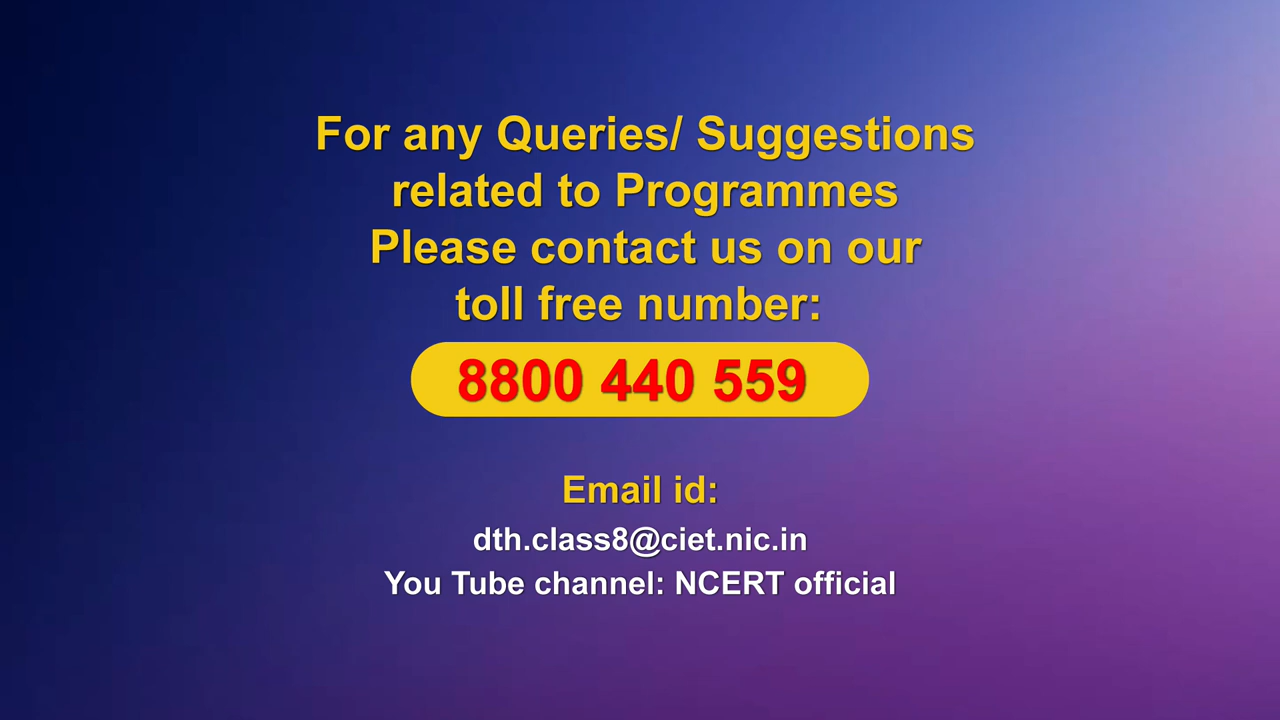 For any Queries/ Suggestions
related to Programmes
Please contact us on our
toll free number:
8800 440 559
Email id:
dth.class8@ciet.nic.in
You Tube channel: NCERT official